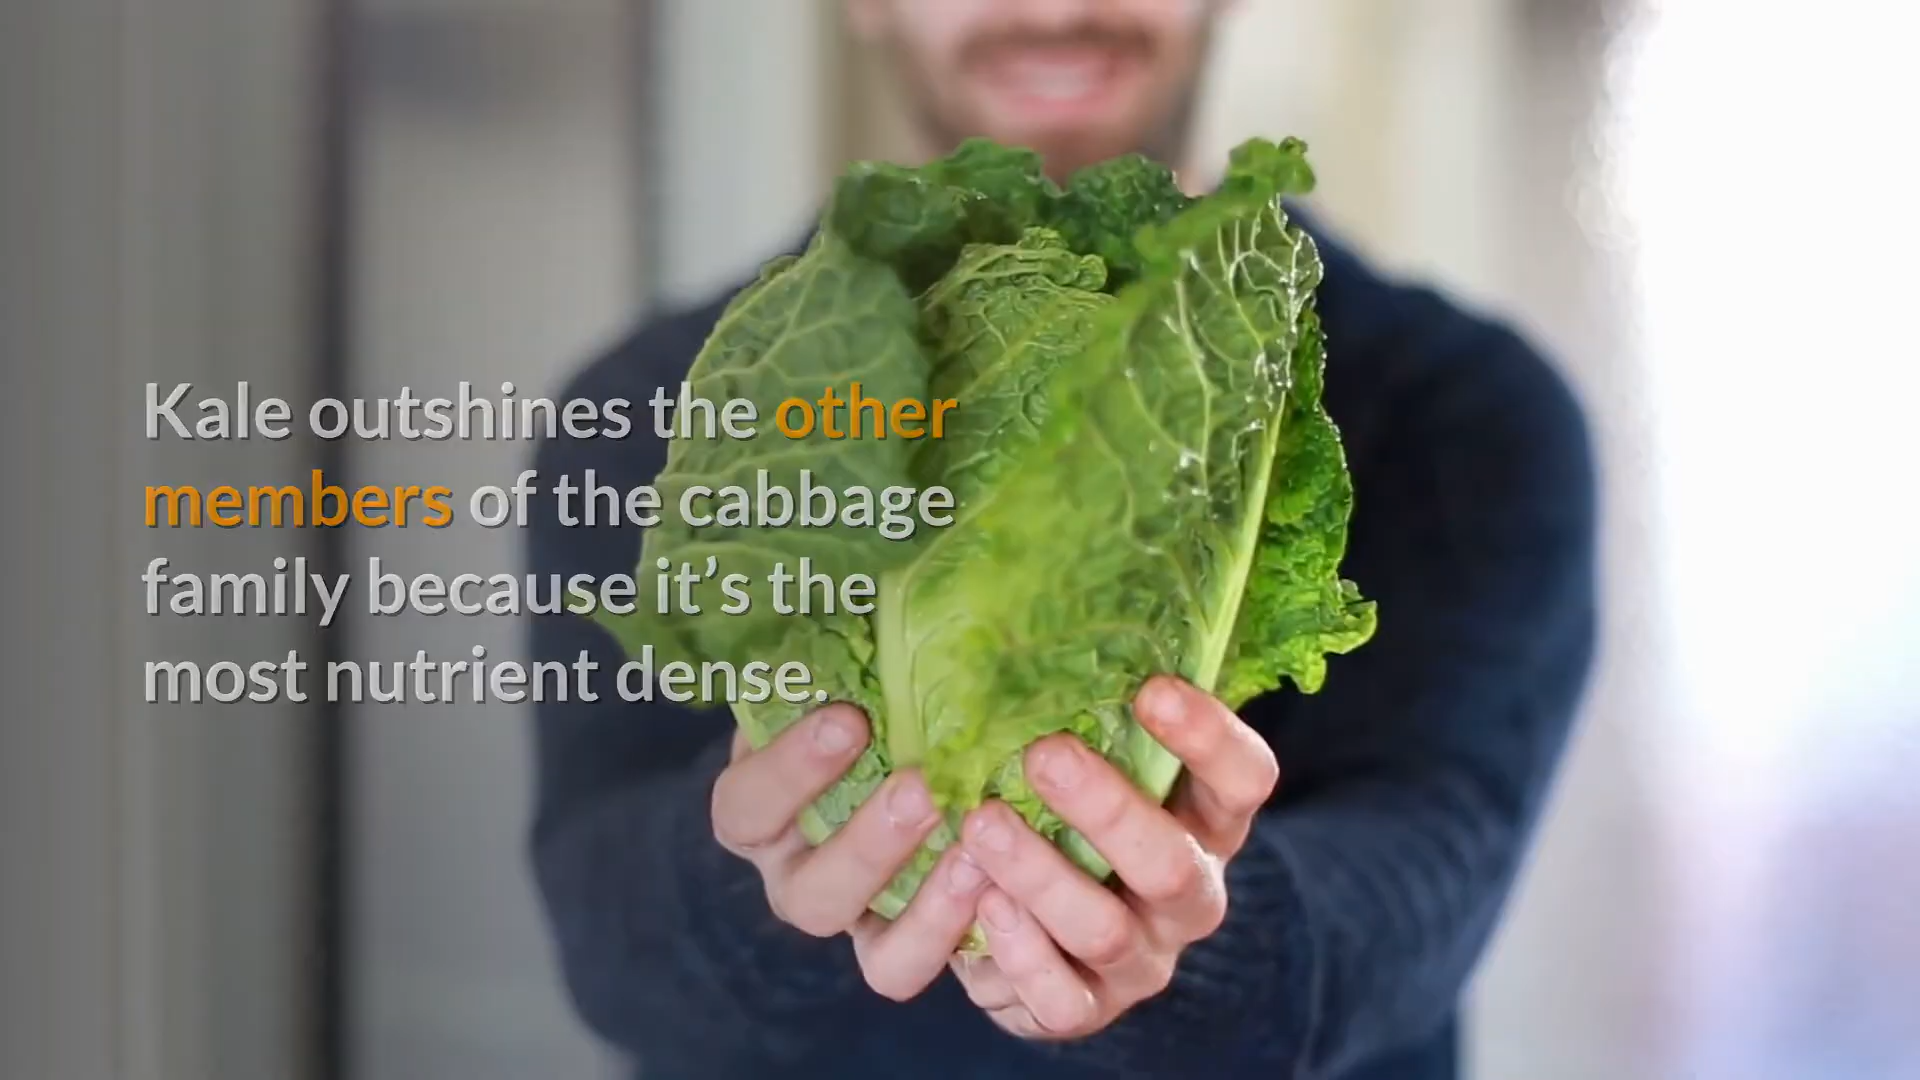 Kale outshines the other
members of the cabbage
family because it’s the
most nutrient dense.